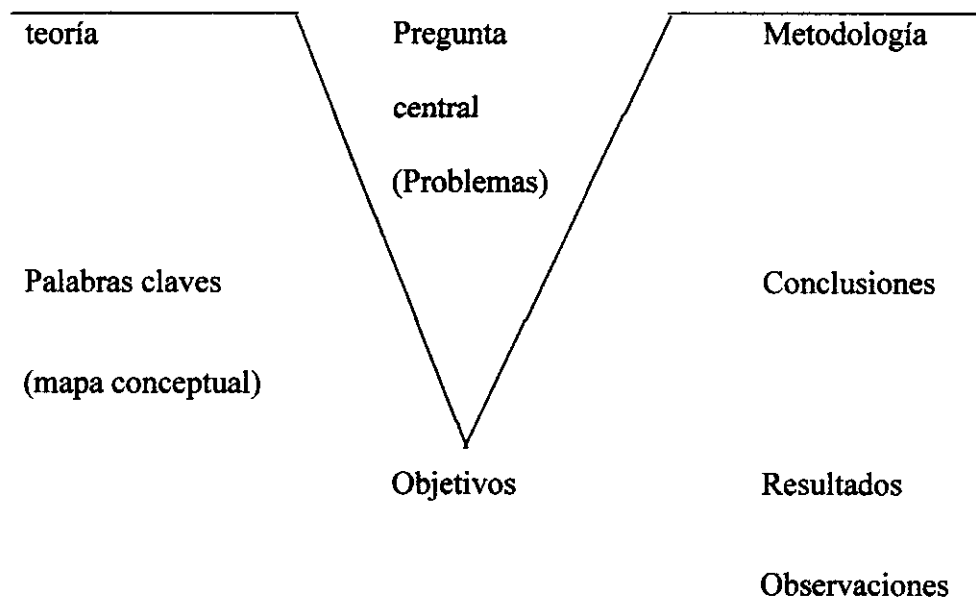 teoría
Pregunta
central
(Problemas)
Metodología
Palabras claves
(mapa conceptual)
Conclusiones
Objetivos
Resultados
Observaciones